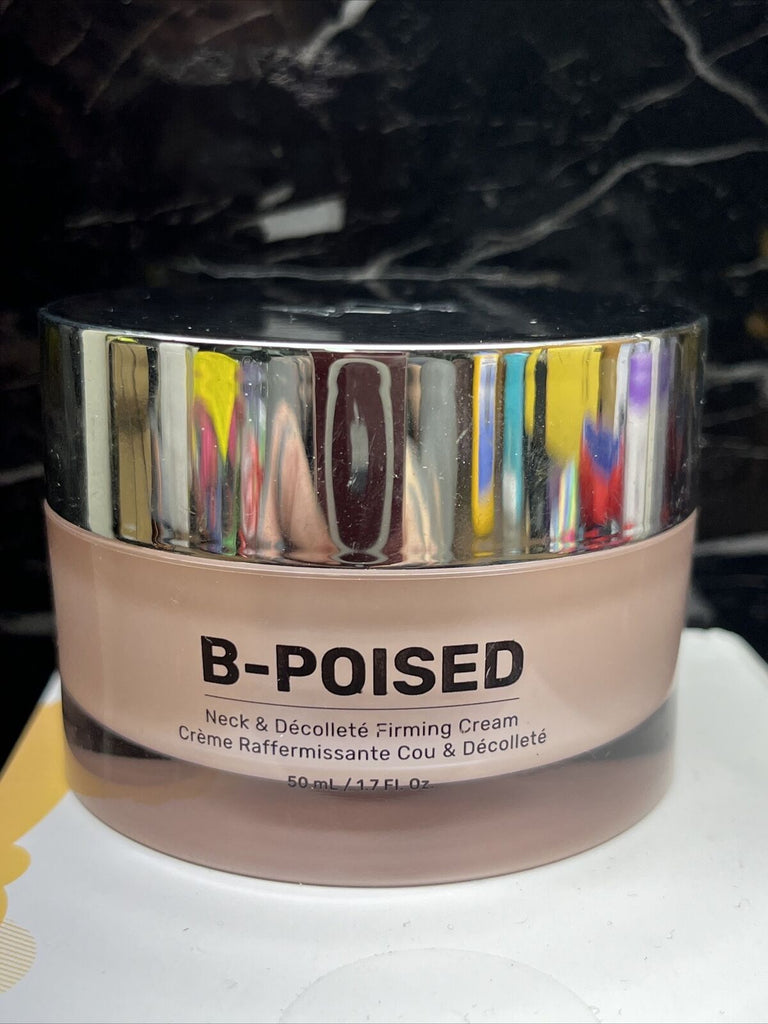 B-POISED
Neck & Décolleté Firming Cream
Crème Raffermissante Cou & Décolleté
50 mL / 1.7 Fl. Oz.